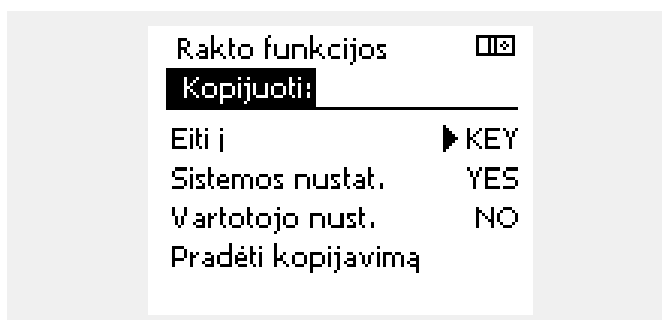 Rakto funkcijos
Kopijuoti:
Eiti į ▶ KEY
Sistemos nustat. YES
Vartotojo nust. NO
Pradėti kopijavimą